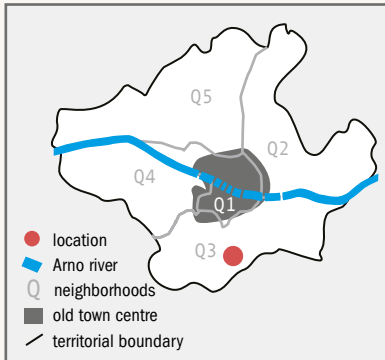 Q5
Q2
Q4
Q1
Q3
location
Arno river
Q neighborhoods
old town centre
territorial boundary